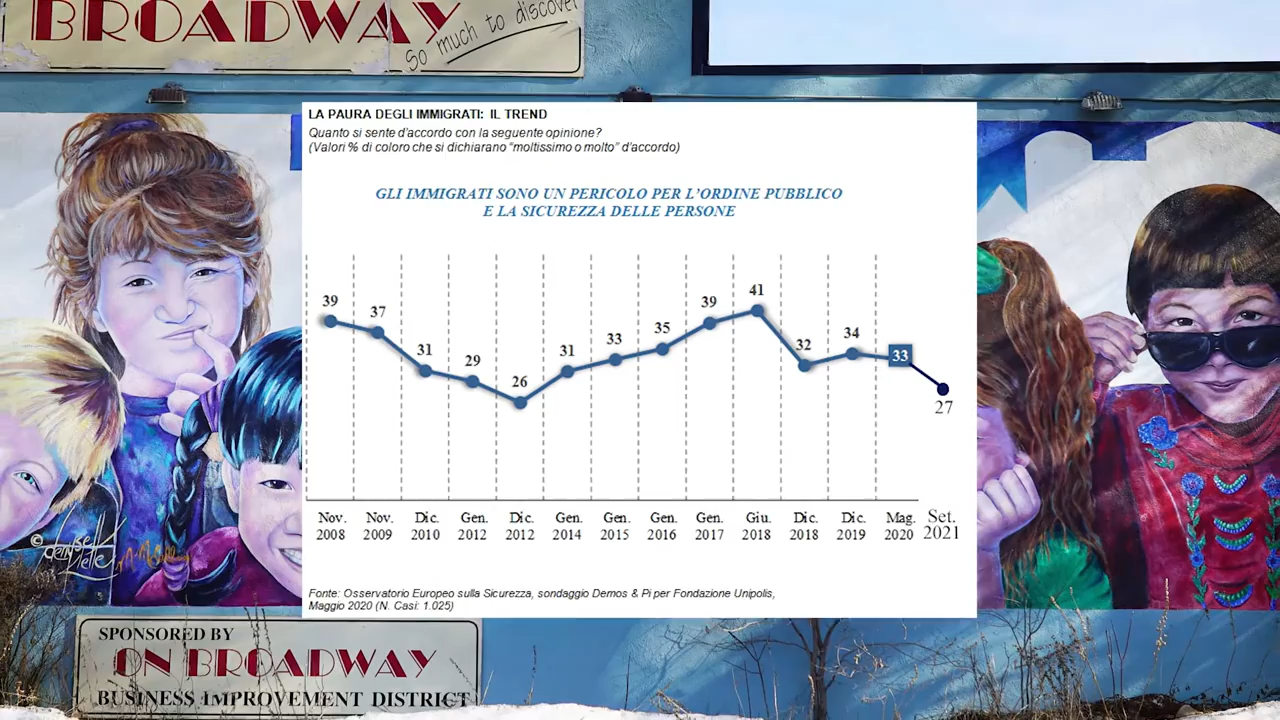 BROADWAY
So much to discover
LA PAURA DEGLI IMMIGRATI: IL TREND
Quanto si sente d'accordo con la seguente opinione?
(Valori % di coloro che si dichiarano "moltissimo o molto" d'accordo)
GLI IMMIGRATI SONO UN PERICOLO PER L'ORDINE PUBBLICO
E LA SICUREZZA DELLE PERSONE
39 37 31 29 26 31 33 35 39 41 32 34 33 27
Nov. Nov. Dic. Gen. Dic. Gen. Gen. Gen. Gen. Giu. Dic. Dic. Mag. Set.
2008 2009 2010 2012 2012 2014 2015 2016 2017 2018 2018 2019 2020 2021
Fonte: Osservatorio Europeo sulla Sicurezza, sondaggio Demos & Pi per Fondazione Unipolis,
Maggio 2020 (N. Casi: 1.025)
SPONSORED BY
ON BROADWAY
BUSINESS IMPROVEMENT DISTRICT